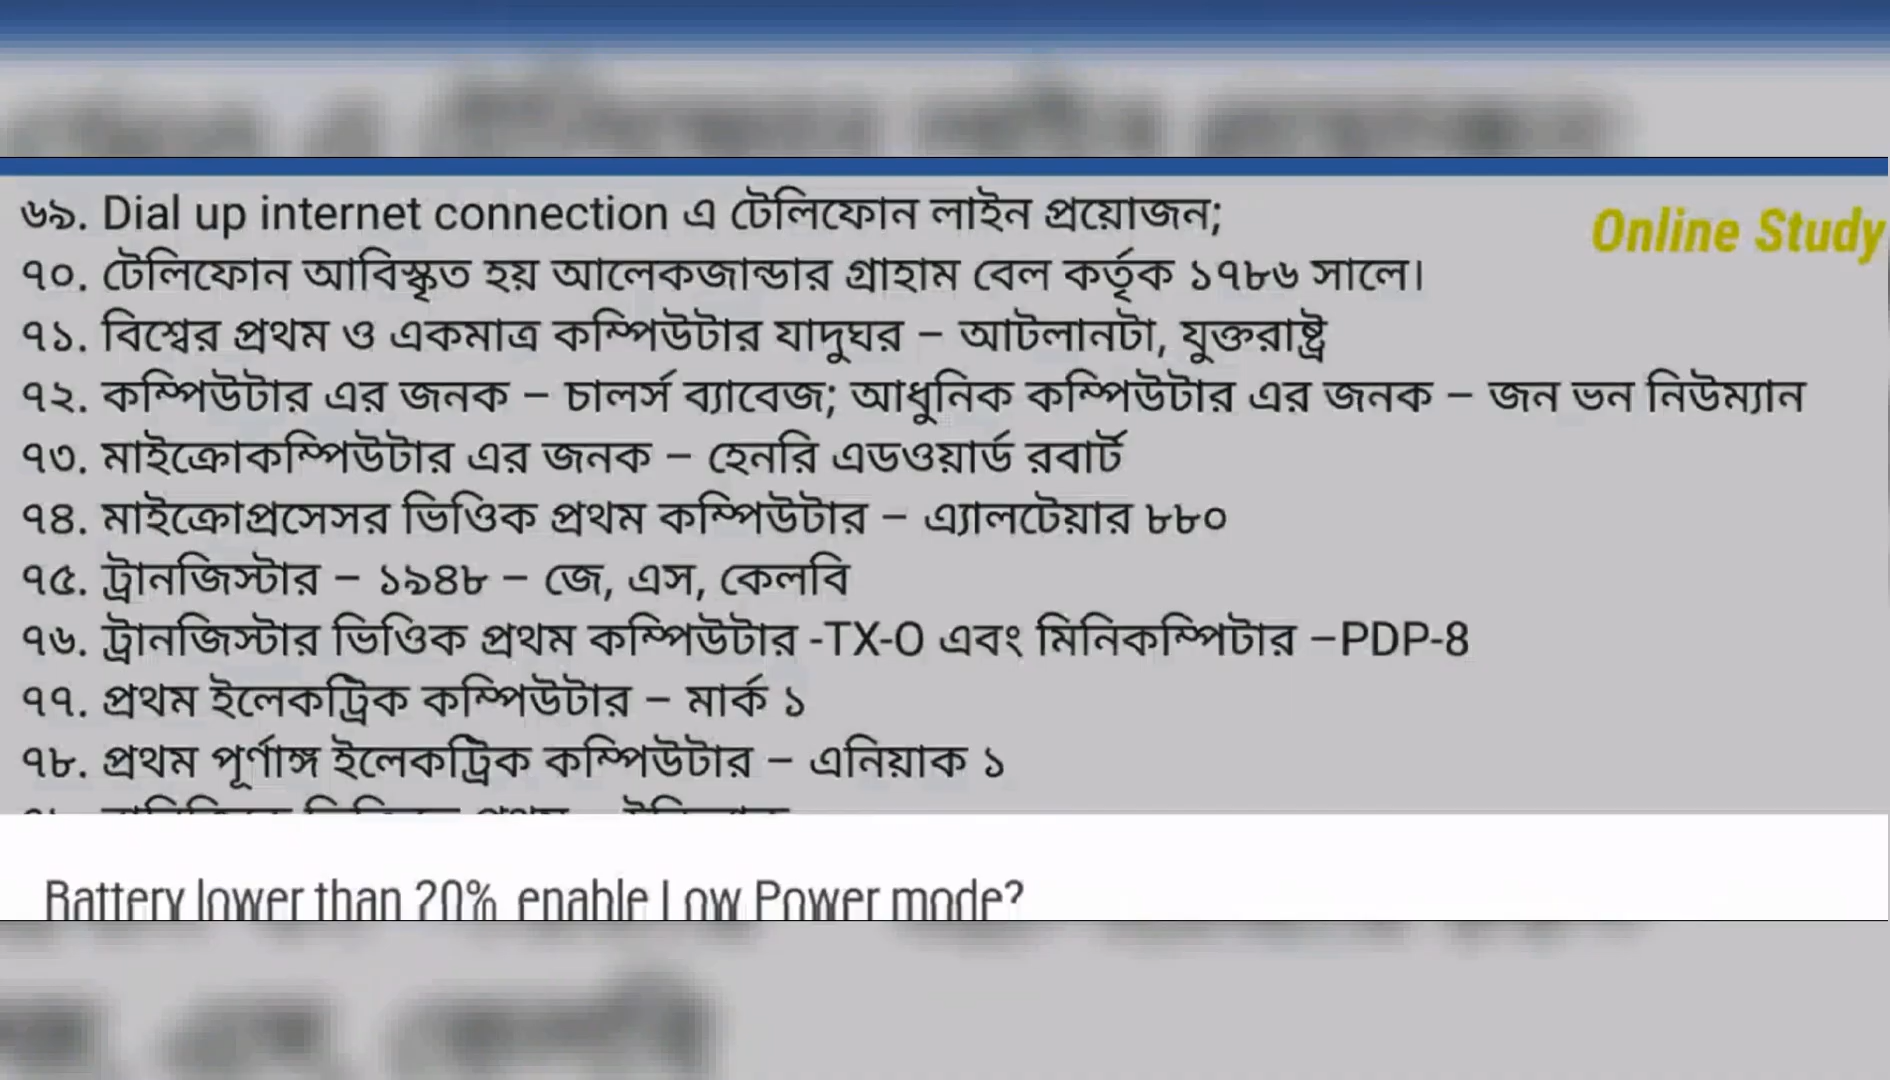 ৬৯. Dial up internet connection এ টেলিফোন লাইন প্রয়োজন;
Online Study
৭০. টেলিফোন আবিস্কৃত হয় আলেকজান্ডার গ্রাহাম বেল কর্তৃক ১৭৮৬ সালে।
৭১. বিশ্বের প্রথম ও একমাত্র কম্পিউটার যাদুঘর – আটলানটা, যুক্তরাষ্ট্র
৭২. কম্পিউটার এর জনক – চালর্স ব্যাবেজ; আধুনিক কম্পিউটার এর জনক – জন ভন নিউম্যান
৭৩. মাইক্রোকম্পিউটার এর জনক – হেনরি এডওয়ার্ড রবার্ট
৭৪. মাইক্রোপ্রসেসর ভিওিক প্রথম কম্পিউটার – এ্যালটেয়ার ৮৮০
৭৫. ট্রানজিস্টার – ১৯৪৮ – জে, এস, কেলবি
৭৬. ট্রানজিস্টার ভিওিক প্রথম কম্পিউটার -TX-O এবং মিনিকম্পিটার –PDP-8
৭৭. প্রথম ইলেকট্রিক কম্পিউটার – মার্ক ১
৭৮. প্রথম পূর্ণাঙ্গ ইলেকট্রিক কম্পিউটার – এনিয়াক ১
Battery lower than 20% enable Low Power mode?